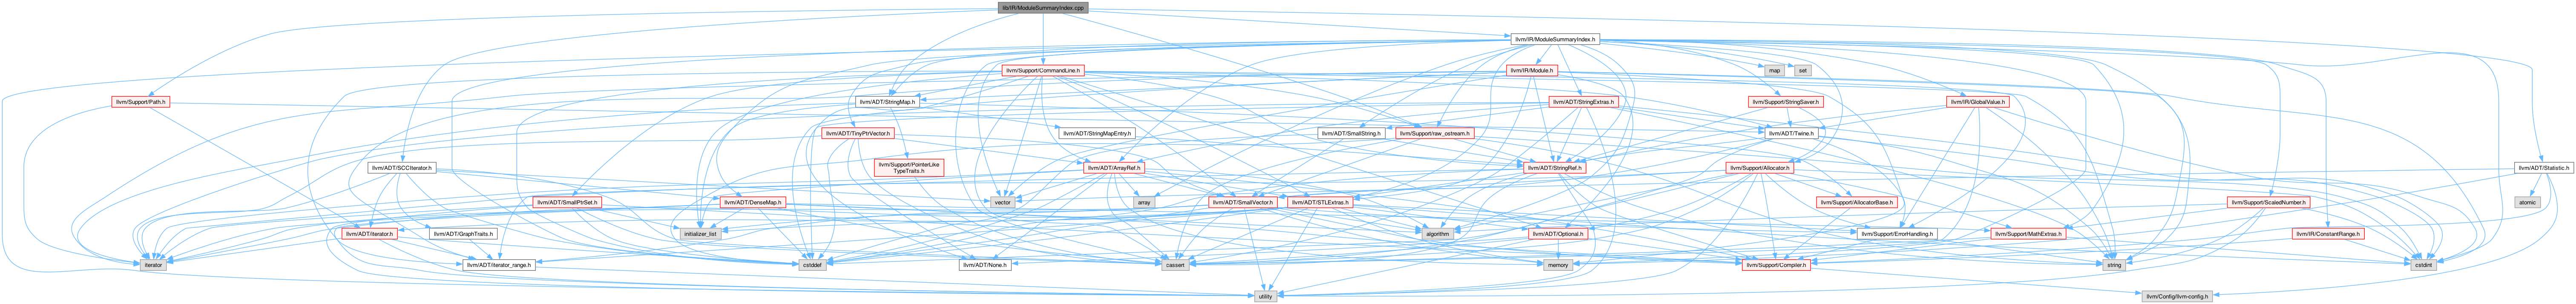 lib/IR/ModuleSummaryIndex.cpp
llvm/IR/ModuleSummaryIndex.h
llvm/Support/CommandLine.h
llvm/IR/Module.h
map
set
llvm/Support/Path.h
llvm/ADT/StringMap.h
llvm/ADT/StringExtras.h
llvm/Support/StringSaver.h
llvm/IR/GlobalValue.h
llvm/ADT/TinyPtrVector.h
llvm/ADT/StringMapEntry.h
llvm/ADT/SmallString.h
llvm/Support/raw_ostream.h
llvm/ADT/Twine.h
llvm/ADT/SCCIterator.h
llvm/Support/PointerLike
TypeTraits.h
llvm/ADT/ArrayRef.h
llvm/ADT/StringRef.h
llvm/Support/Allocator.h
llvm/ADT/Statistic.h
llvm/ADT/SmallPtrSet.h
llvm/ADT/DenseMap.h
vector
array
llvm/ADT/SmallVector.h
llvm/ADT/STLExtras.h
llvm/Support/AllocatorBase.h
llvm/Support/ScaledNumber.h
atomic
llvm/ADT/iterator.h
llvm/ADT/GraphTraits.h
initializer_list
algorithm
llvm/ADT/Optional.h
llvm/Support/ErrorHandling.h
llvm/Support/MathExtras.h
llvm/IR/ConstantRange.h
iterator
llvm/ADT/iterator_range.h
cstddef
cassert
llvm/ADT/None.h
memory
llvm/Support/Compiler.h
string
cstdint
utility
llvm/Config/llvm-config.h